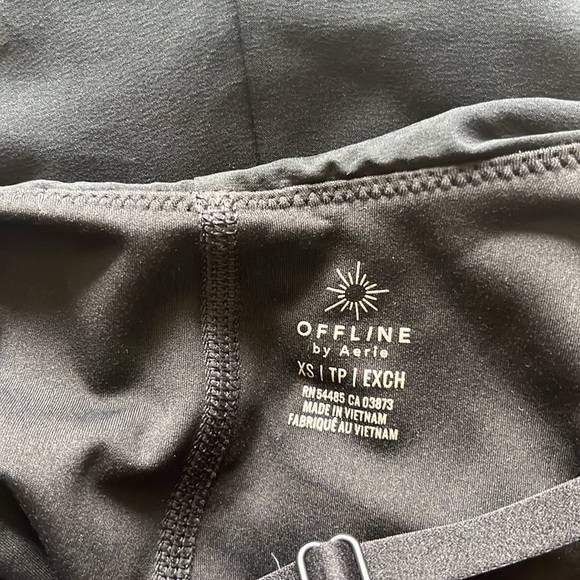 OFFLINE
by Aerie
XS | TP | EXCH
RN 54485 CA 03873
MADE IN VIETNAM
FABRIQUÉ AU VIETNAM